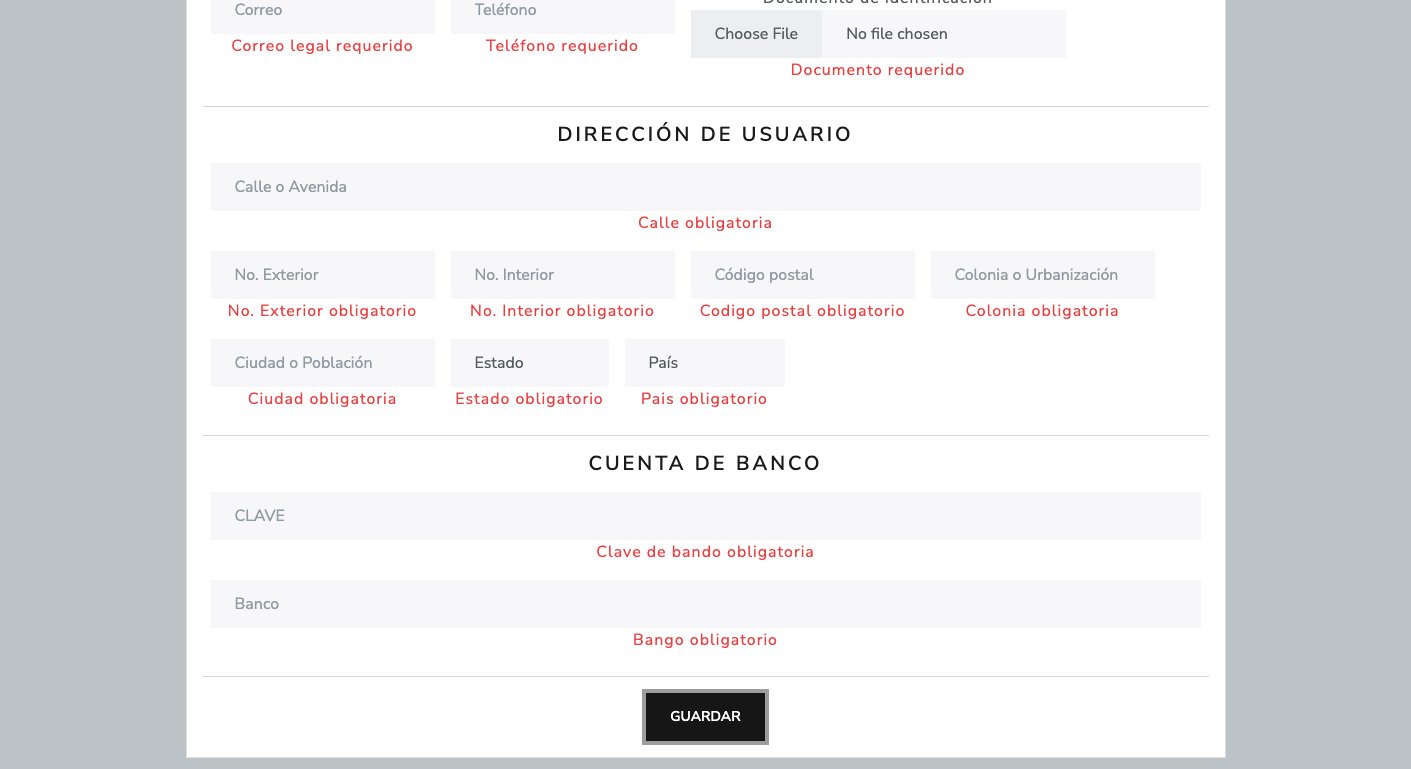 Documento de identificación
Correo
Teléfono
Choose File No file chosen
Correo legal requerido
Teléfono requerido
Documento requerido
DIRECCIÓN DE USUARIO
Calle o Avenida
Calle obligatoria
No. Exterior
No. Interior
Código postal
Colonia o Urbanización
No. Exterior obligatorio
No. Interior obligatorio
Codigo postal obligatorio
Colonia obligatoria
Ciudad o Población
Estado
País
Ciudad obligatoria
Estado obligatorio
Pais obligatorio
CUENTA DE BANCO
CLAVE
Clave de bando obligatoria
Banco
Bango obligatorio
GUARDAR